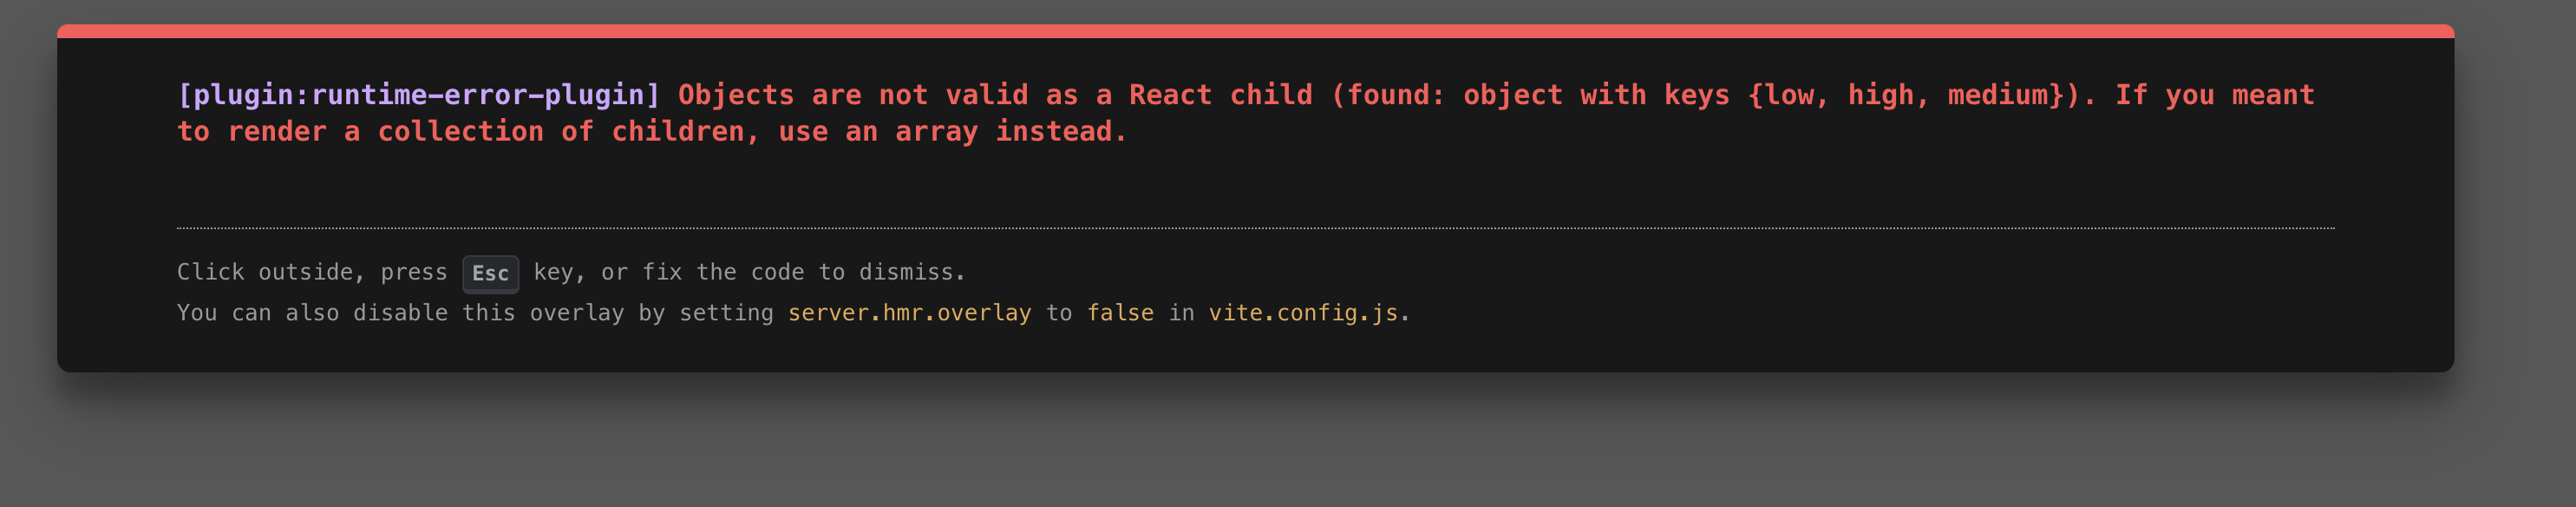 [plugin:runtime-error-plugin] Objects are not valid as a React child (found: object with keys {low, high, medium}). If you meant
to render a collection of children, use an array instead.
Click outside, press Esc key, or fix the code to dismiss.
You can also disable this overlay by setting server.hmr.overlay to false in vite.config.js.